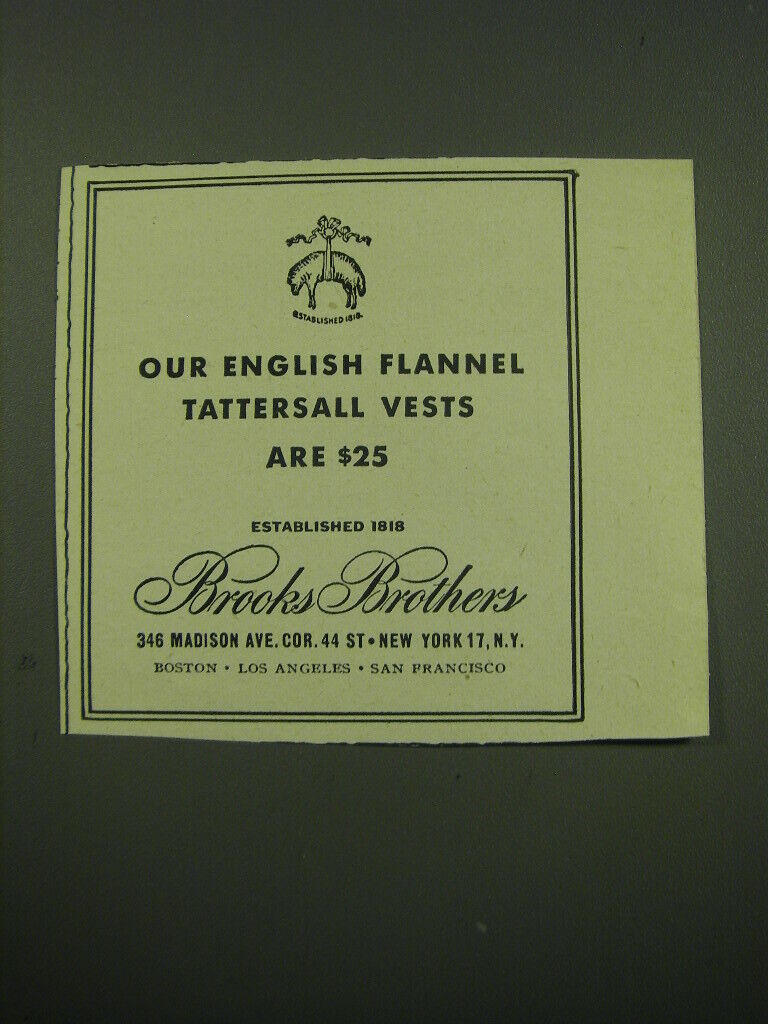 ESTABLISHED 1818.
OUR ENGLISH FLANNEL
TATTERSALL VESTS
ARE $25
ESTABLISHED 1818
Brooks Brothers
346 MADISON AVE. COR. 44 ST • NEW YORK 17, N.Y.
BOSTON • LOS ANGELES • SAN FRANCISCO